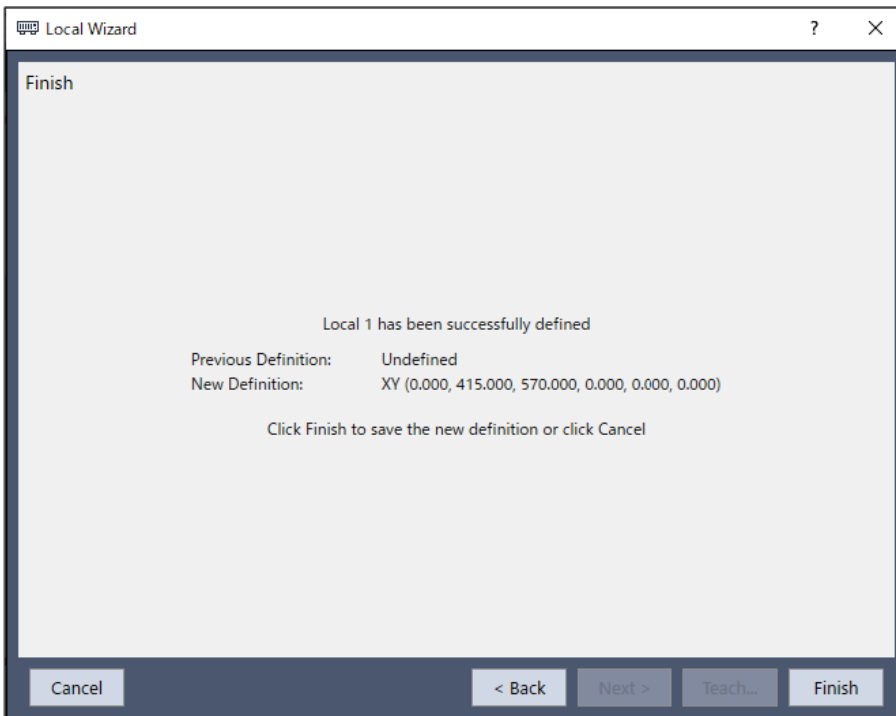 Local Wizard ?
Finish
Local 1 has been successfully defined
Previous Definition: Undefined
New Definition: XY (0.000, 415.000, 570.000, 0.000, 0.000, 0.000)
Click Finish to save the new definition or click Cancel
Cancel < Back Next > Teach... Finish